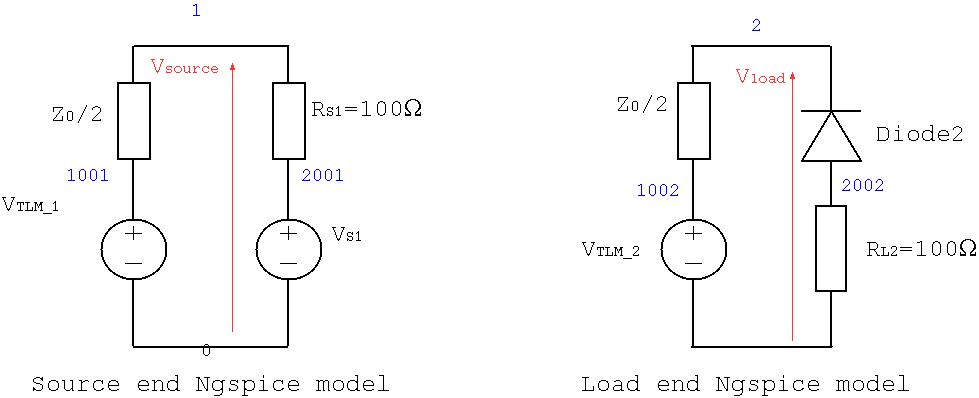 1
Vsource
Z0/2
RS1=100Ω
1001
2001
VTLM_1
+
−
+
−
VS1
0
Source end Ngspice model
2
Vload
Z0/2
Diode2
1002
2002
VTLM_2
+
−
RL2=100Ω
Load end Ngspice model